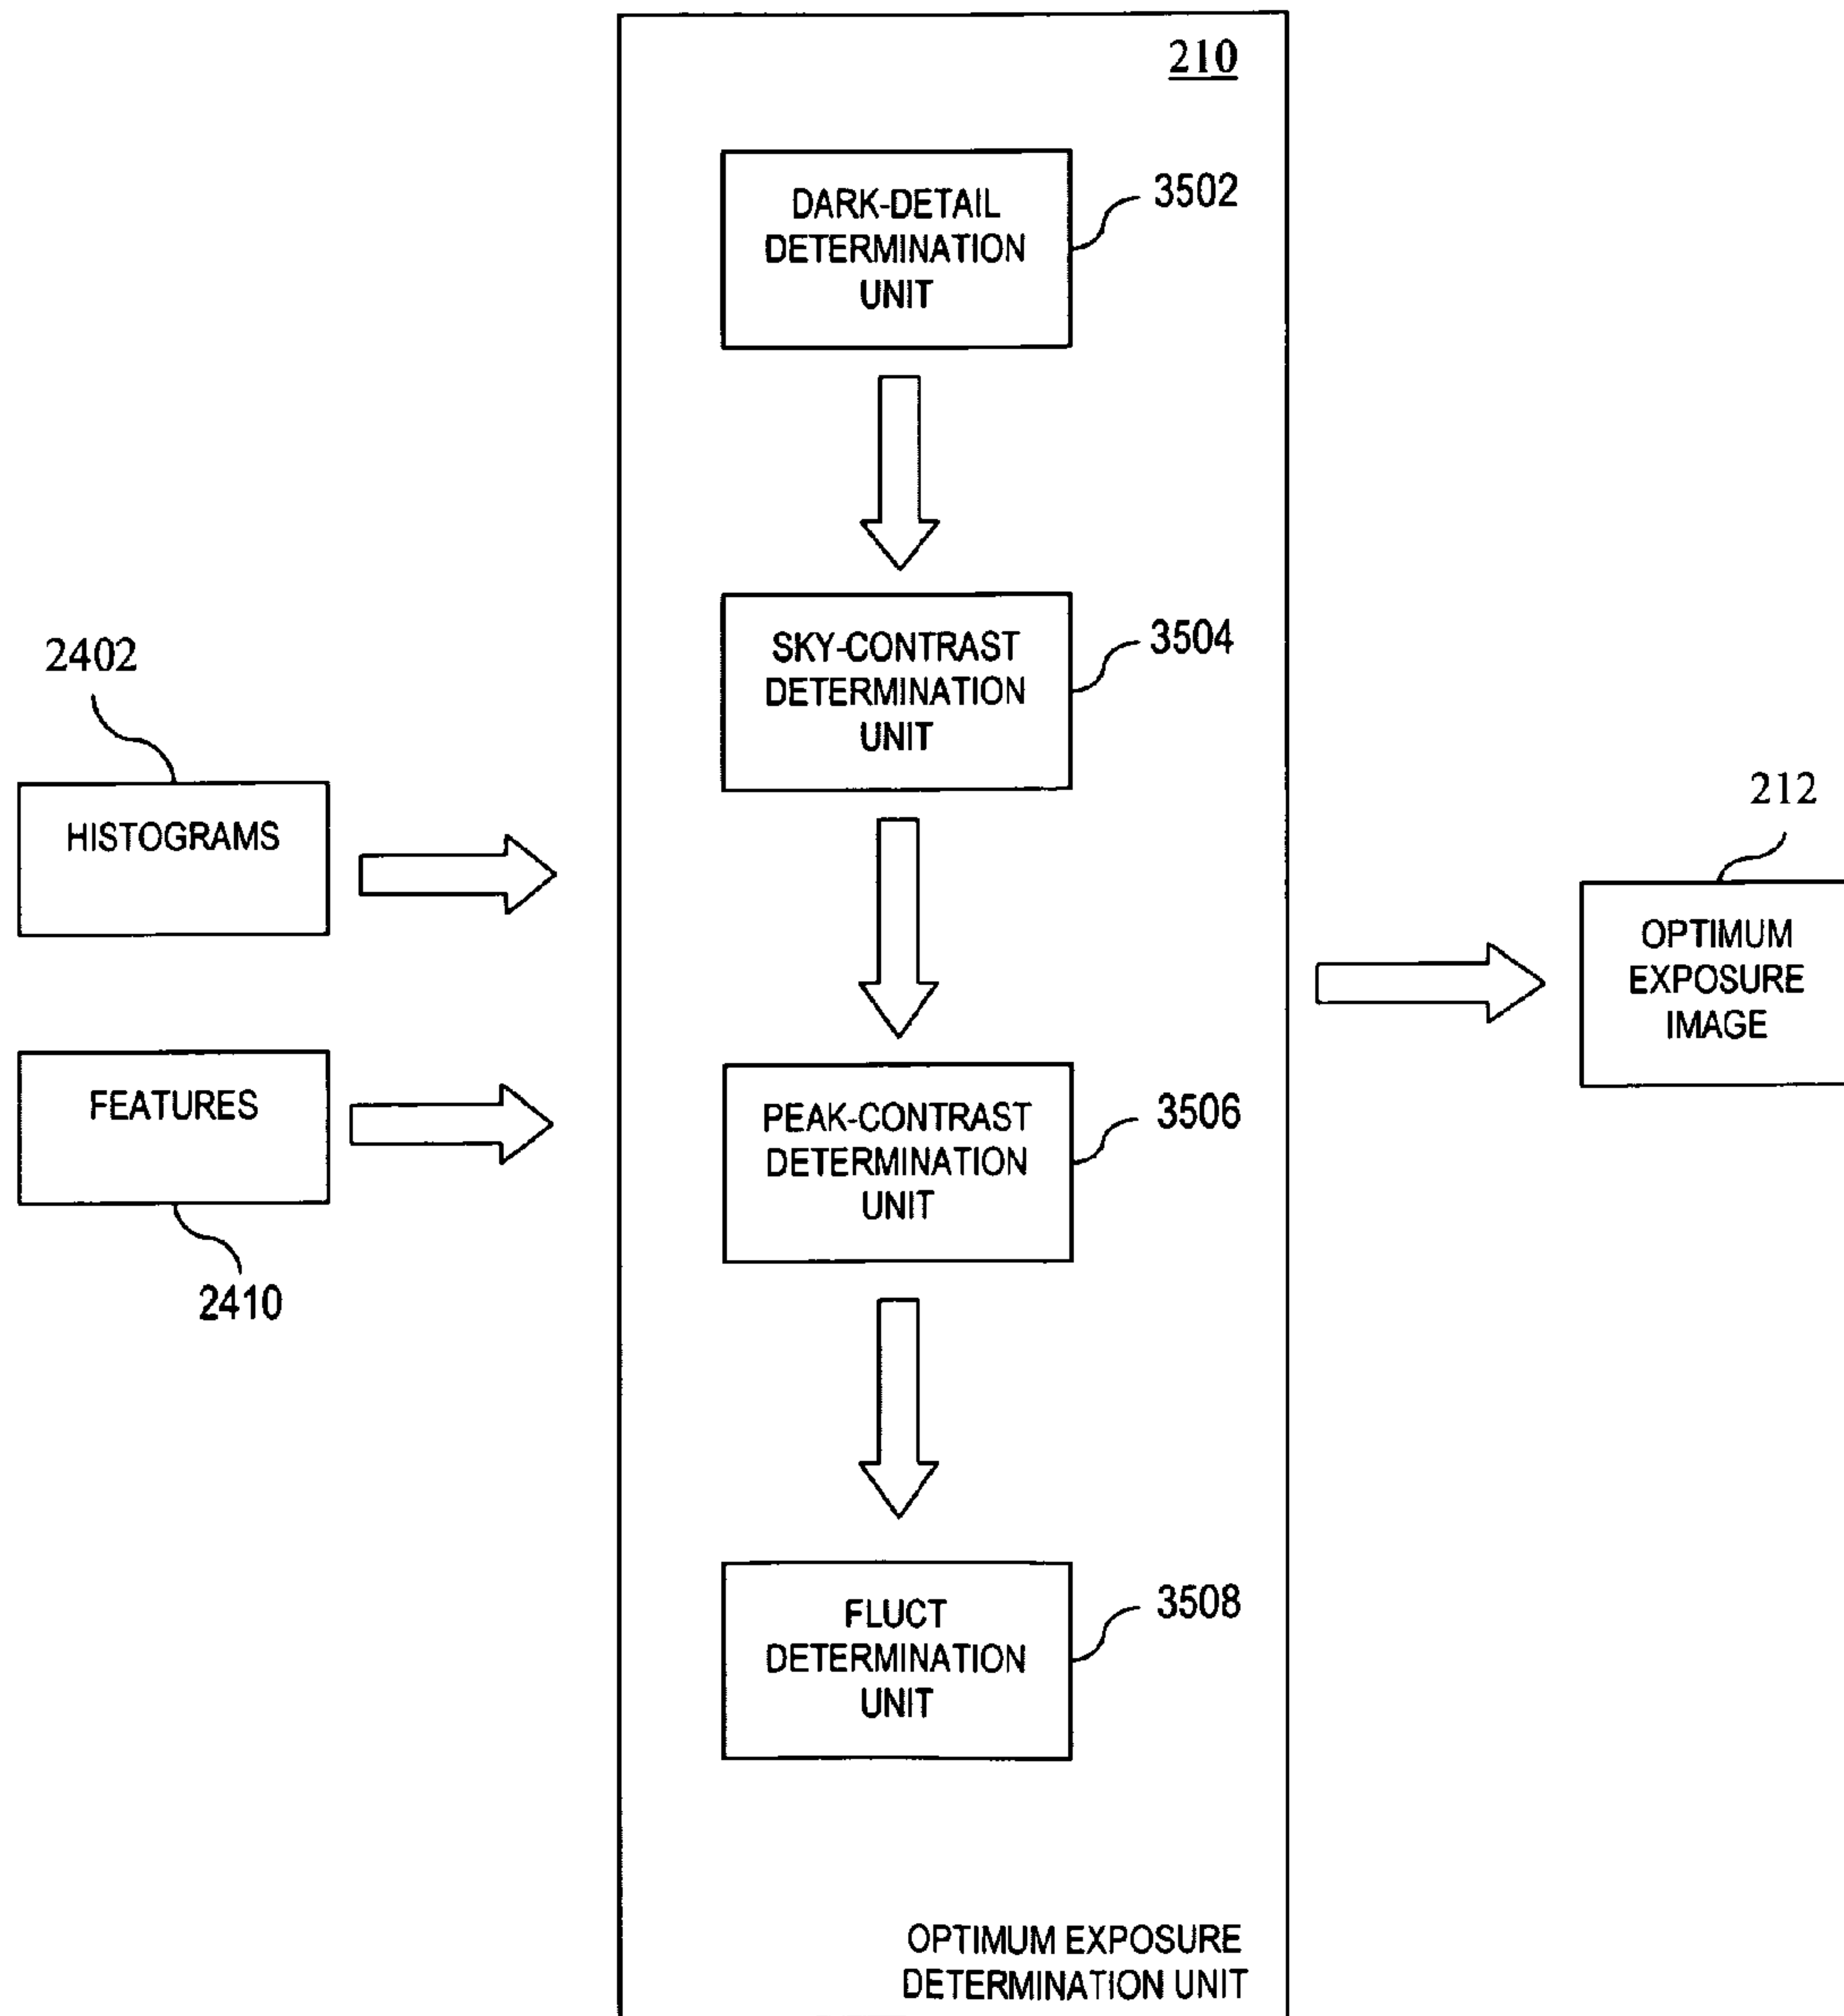 210
DARK-DETAIL
DETERMINATION
UNIT
3502
SKY-CONTRAST
DETERMINATION
UNIT
3504
2402
HISTOGRAMS
212
OPTIMUM
EXPOSURE
IMAGE
FEATURES
2410
PEAK-CONTRAST
DETERMINATION
UNIT
3506
FLUCT
DETERMINATION
UNIT
3508
OPTIMUM EXPOSURE
DETERMINATION UNIT